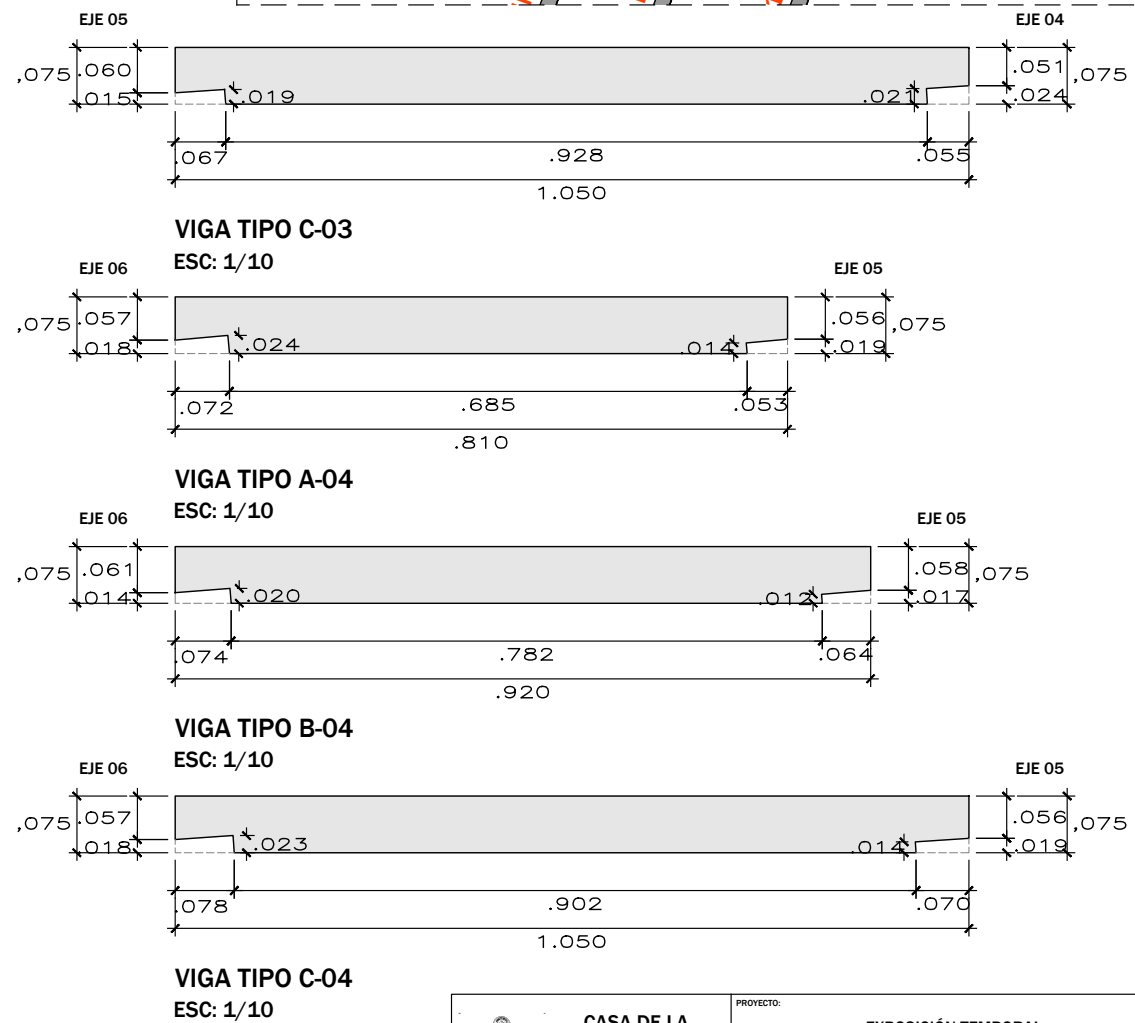 EJE 05 EJE 04
,075 .060 .051 ,075
.015 .019 .021 .024
.067 .928 .055
1.050
VIGA TIPO C-03
ESC: 1/10
EJE 06 EJE 05
,075 .057 .056 ,075
.018 .024 .014 .019
.072 .685 .053
.810
VIGA TIPO A-04
ESC: 1/10
EJE 06 EJE 05
,075 .061 .058 ,075
.014 .020 .012 .017
.074 .782 .064
.920
VIGA TIPO B-04
ESC: 1/10
EJE 06 EJE 05
,075 .057 .056 ,075
.018 .023 .014 .019
.078 .902 .070
1.050
VIGA TIPO C-04
ESC: 1/10
PROYECTO:
CASA DE LA
EXPOSICIÓN TEMPORAL